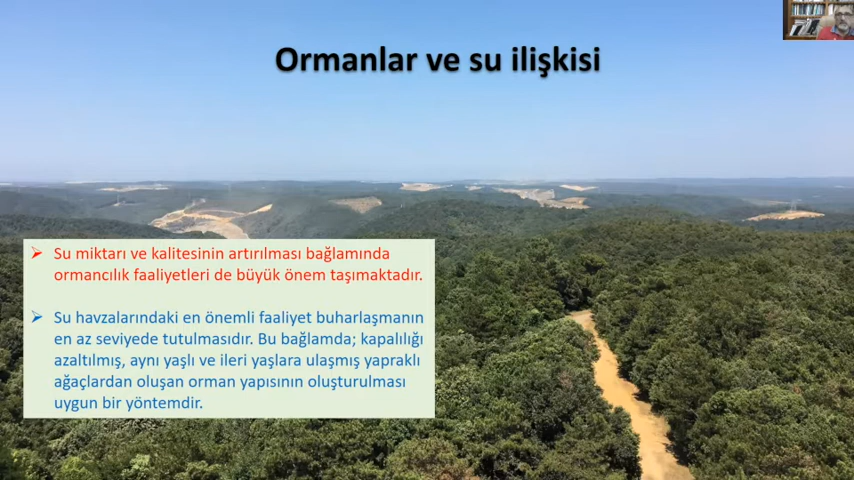 Ormanlar ve su ilişkisi
Su miktarı ve kalitesinin artırılması bağlamında
ormancılık faaliyetleri de büyük önem taşımaktadır.
Su havzalarındaki en önemli faaliyet buharlaşmanın
en az seviyede tutulmasıdır. Bu bağlamda; kapalılığı
azaltılmış, aynı yaşlı ve ileri yaşlara ulaşmış yapraklı
ağaçlardan oluşan orman yapısının oluşturulması
uygun bir yöntemdir.